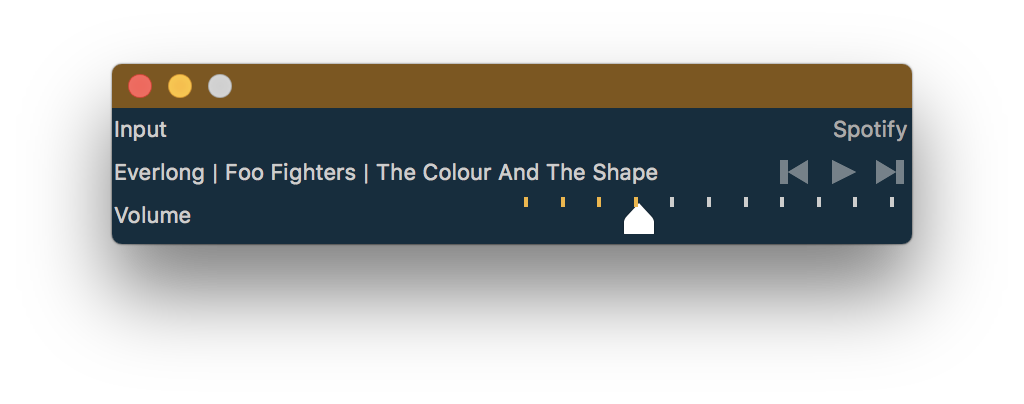 Input Spotify
Everlong | Foo Fighters | The Colour And The Shape
Volume